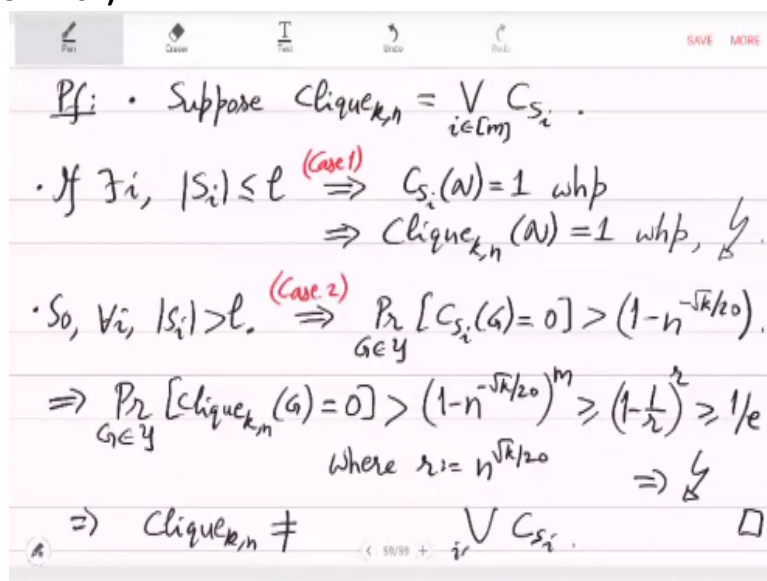 Pen Eraser Text Undo Redo SAVE MORE
Pf: · Suppose Clique_{k,n} = ⋁_{i∈[m]} C_{S_i} .
· If ∃i, |S_i| ≤ ℓ (Case 1) ⟹ C_{S_i}(N) = 1 whp
⟹ Clique_{k,n}(N) = 1 whp, ↯.
· So, ∀i, |S_i| > ℓ. (Case 2) ⟹ Pr_{G∈Y} [C_{S_i}(G) = 0] > (1-n^{-√k/20}).
⟹ Pr_{G∈Y} [Clique_{k,n}(G) = 0] > (1-n^{-√k/20})^m ≥ (1-1/r)^r ≥ 1/e
where r := n^{√k/20} ⟹ ↯
⟹ Clique_{k,n} ≠ ⋁_i C_{S_i} . □
< 59/59 +